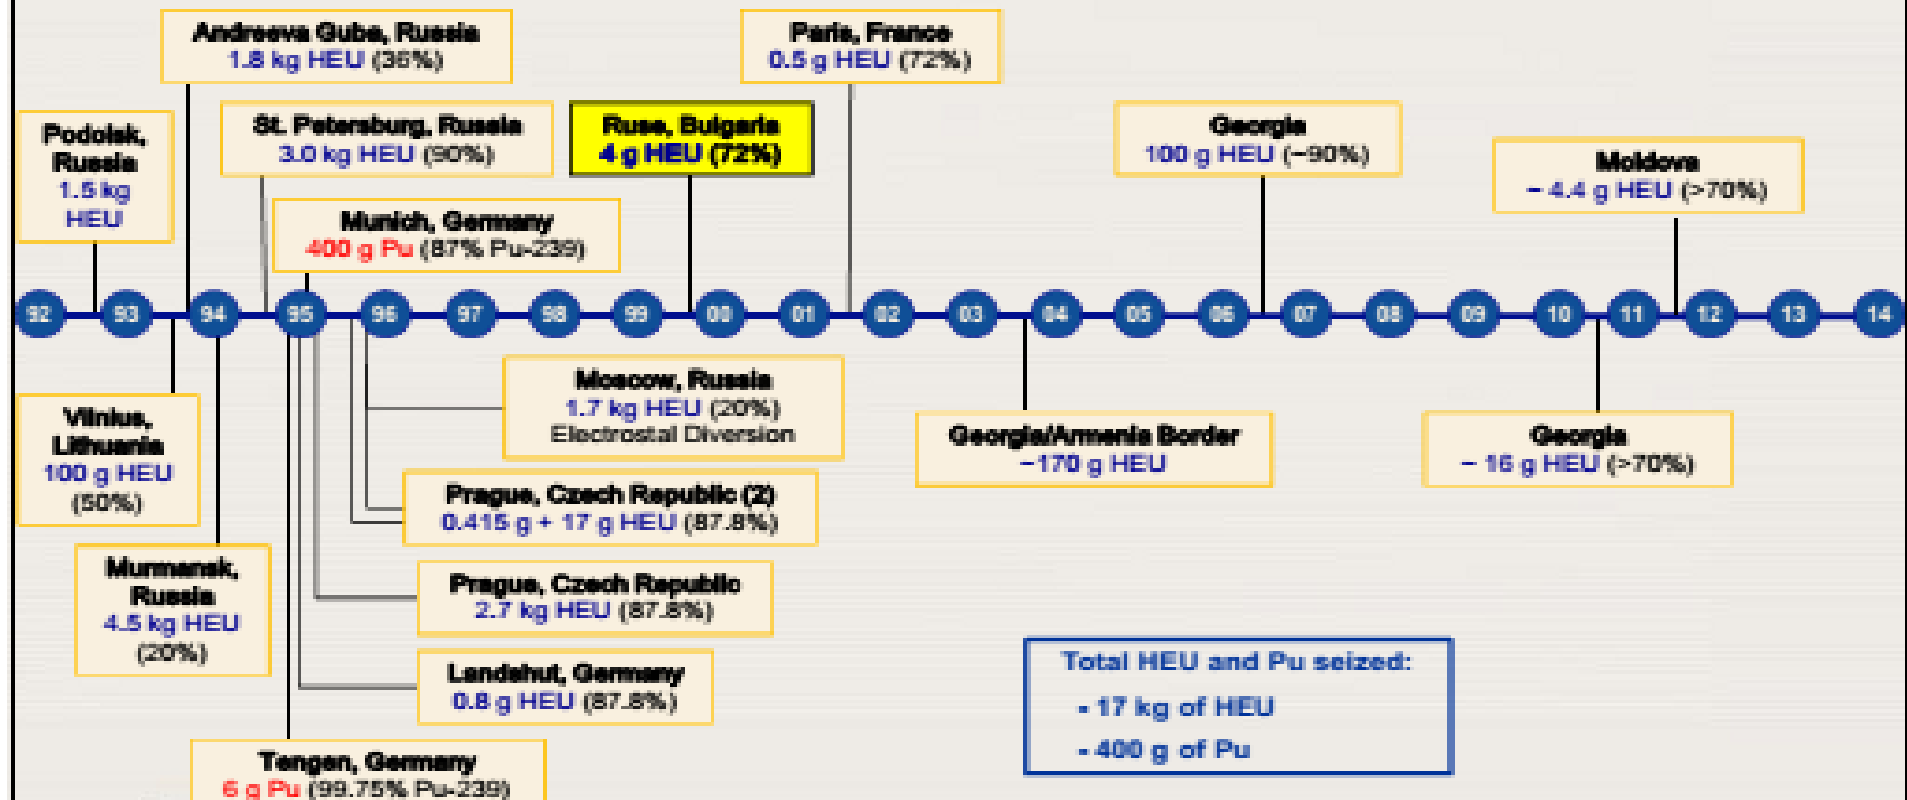 Andreeva Guba, Russia
1.8 kg HEU (36%)
Paris, France
0.5 g HEU (72%)
Podolsk,
Russia
1.5 kg
HEU
St. Petersburg, Russia
3.0 kg HEU (90%)
Ruse, Bulgaria
4 g HEU (72%)
Georgia
100 g HEU (~90%)
Moldova
~ 4.4 g HEU (>70%)
Munich, Germany
400 g Pu (87% Pu-239)
92 93 94 95 96 97 98 99 00 01 02 03 04 05 06 07 08 09 10 11 12 13 14
Vilnius,
Lithuania
100 g HEU
(50%)
Moscow, Russia
1.7 kg HEU (20%)
Electrostal Diversion
Georgia/Armenia Border
~170 g HEU
Georgia
~ 16 g HEU (>70%)
Prague, Czech Republic (2)
0.415 g + 17 g HEU (87.8%)
Murmansk,
Russia
4.5 kg HEU
(20%)
Prague, Czech Republic
2.7 kg HEU (87.8%)
Landshut, Germany
0.8 g HEU (87.8%)
Total HEU and Pu seized:
- 17 kg of HEU
- 400 g of Pu
Tengen, Germany
6 g Pu (99.75% Pu-239)